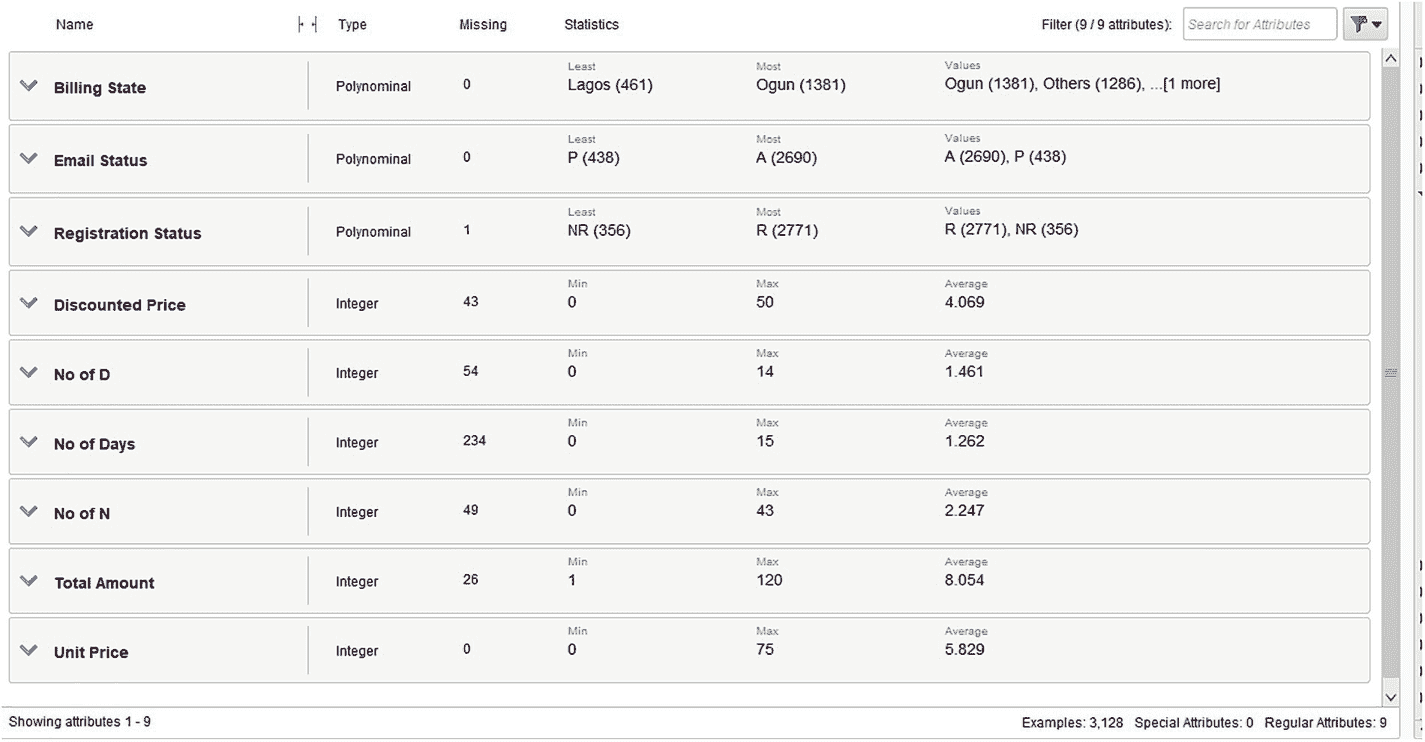 Name Type Missing Statistics Filter (9 / 9 attributes): Search for Attributes
Least Most Values
Billing State Polynominal 0 Lagos (461) Ogun (1381) Ogun (1381), Others (1286), ...[1 more]
Least Most Values
Email Status Polynominal 0 P (438) A (2690) A (2690), P (438)
Least Most Values
Registration Status Polynominal 1 NR (356) R (2771) R (2771), NR (356)
Min Max Average
Discounted Price Integer 43 0 50 4.069
Min Max Average
No of D Integer 54 0 14 1.461
Min Max Average
No of Days Integer 234 0 15 1.262
Min Max Average
No of N Integer 49 0 43 2.247
Min Max Average
Total Amount Integer 26 1 120 8.054
Min Max Average
Unit Price Integer 0 0 75 5.829
Showing attributes 1 - 9 Examples: 3,128 Special Attributes: 0 Regular Attributes: 9